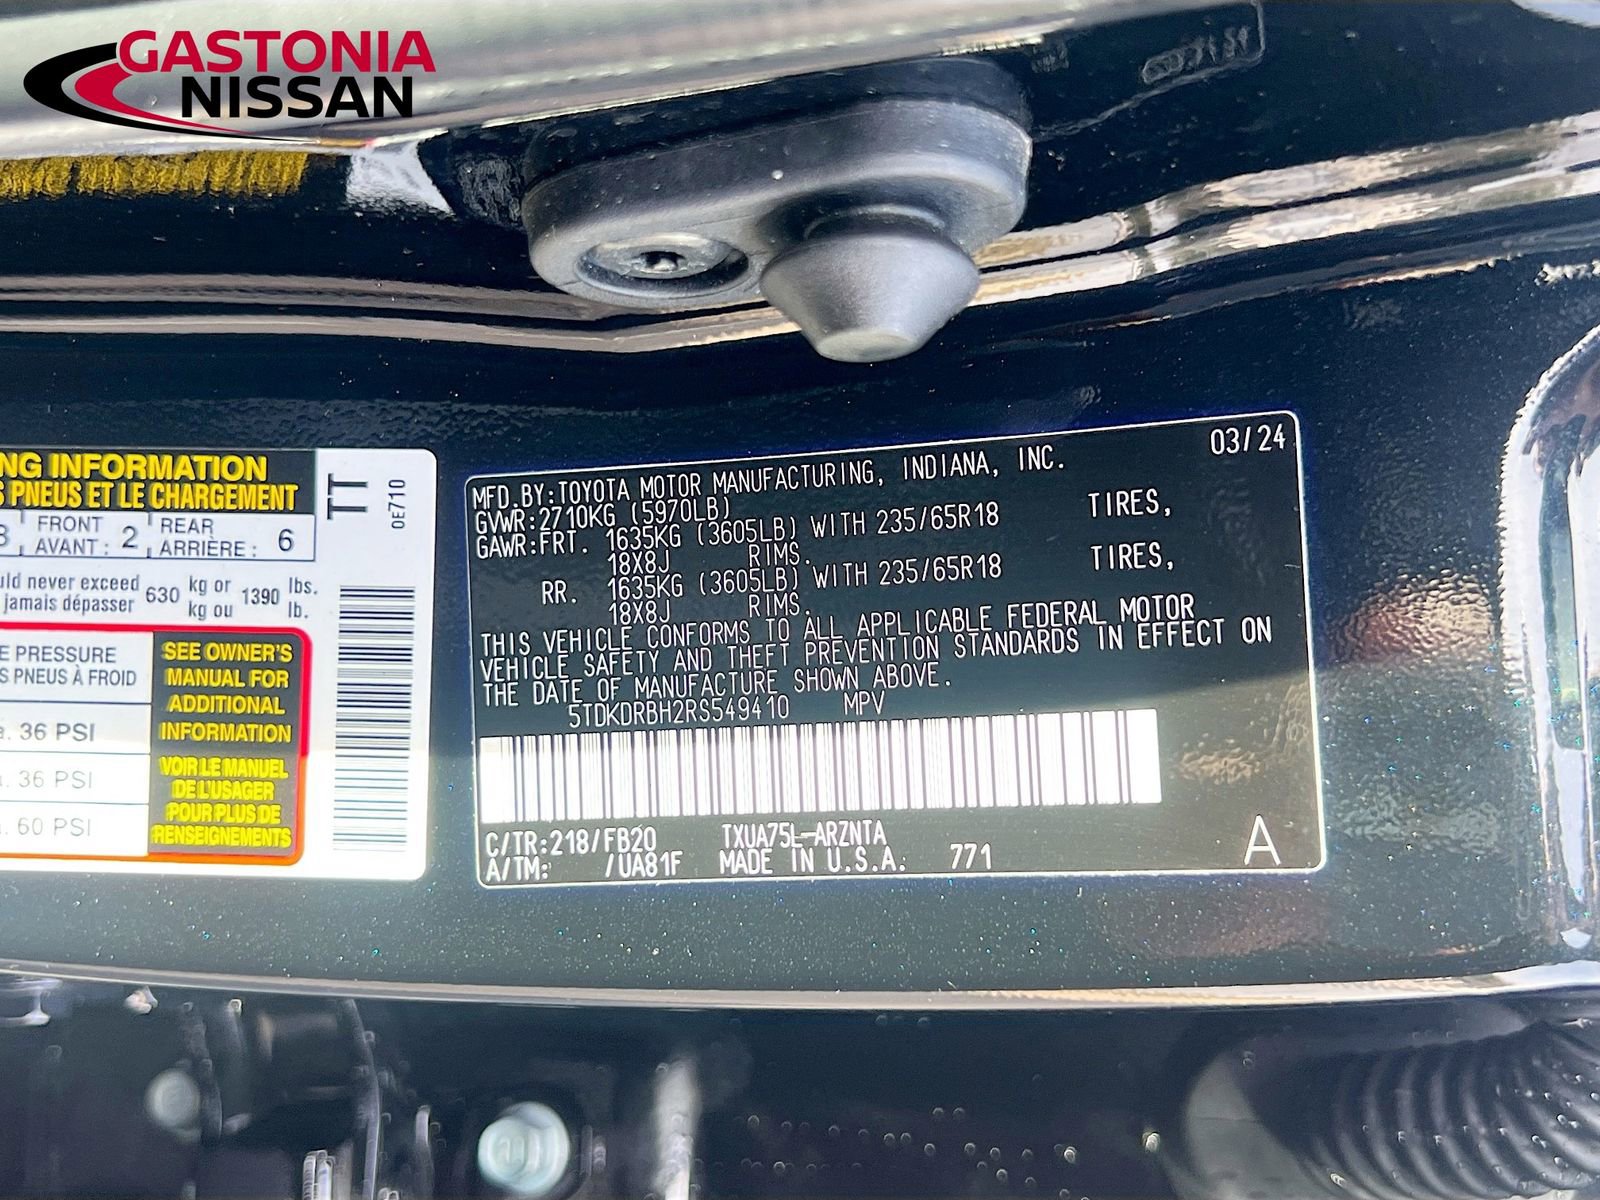 GASTONIA
NISSAN
NG INFORMATION
S PNEUS ET LE CHARGEMENT
FRONT
AVANT : 2
REAR
ARRIÈRE : 6
uld never exceed 630 kg or 1390 lbs.
jamais dépasser kg ou lb.
E PRESSURE
S PNEUS À FROID
36 PSI
36 PSI
60 PSI
SEE OWNER'S
MANUAL FOR
ADDITIONAL
INFORMATION
VOIR LE MANUEL
DE L'USAGER
POUR PLUS DE
RENSEIGNEMENTS
TT
0E710
03/24
MFD.BY:TOYOTA MOTOR MANUFACTURING, INDIANA, INC.
GVWR:2710KG (5970LB)
GAWR:FRT. 1635KG (3605LB) WITH 235/65R18 TIRES,
18X8J RIMS.
RR. 1635KG (3605LB) WITH 235/65R18 TIRES,
18X8J RIMS.
THIS VEHICLE CONFORMS TO ALL APPLICABLE FEDERAL MOTOR
VEHICLE SAFETY AND THEFT PREVENTION STANDARDS IN EFFECT ON
THE DATE OF MANUFACTURE SHOWN ABOVE.
5TDKDRBH2RS549410 MPV
C/TR:218/FB20 TXUA75L-ARZNTA
A/TM: /UA81F MADE IN U.S.A. 771
A